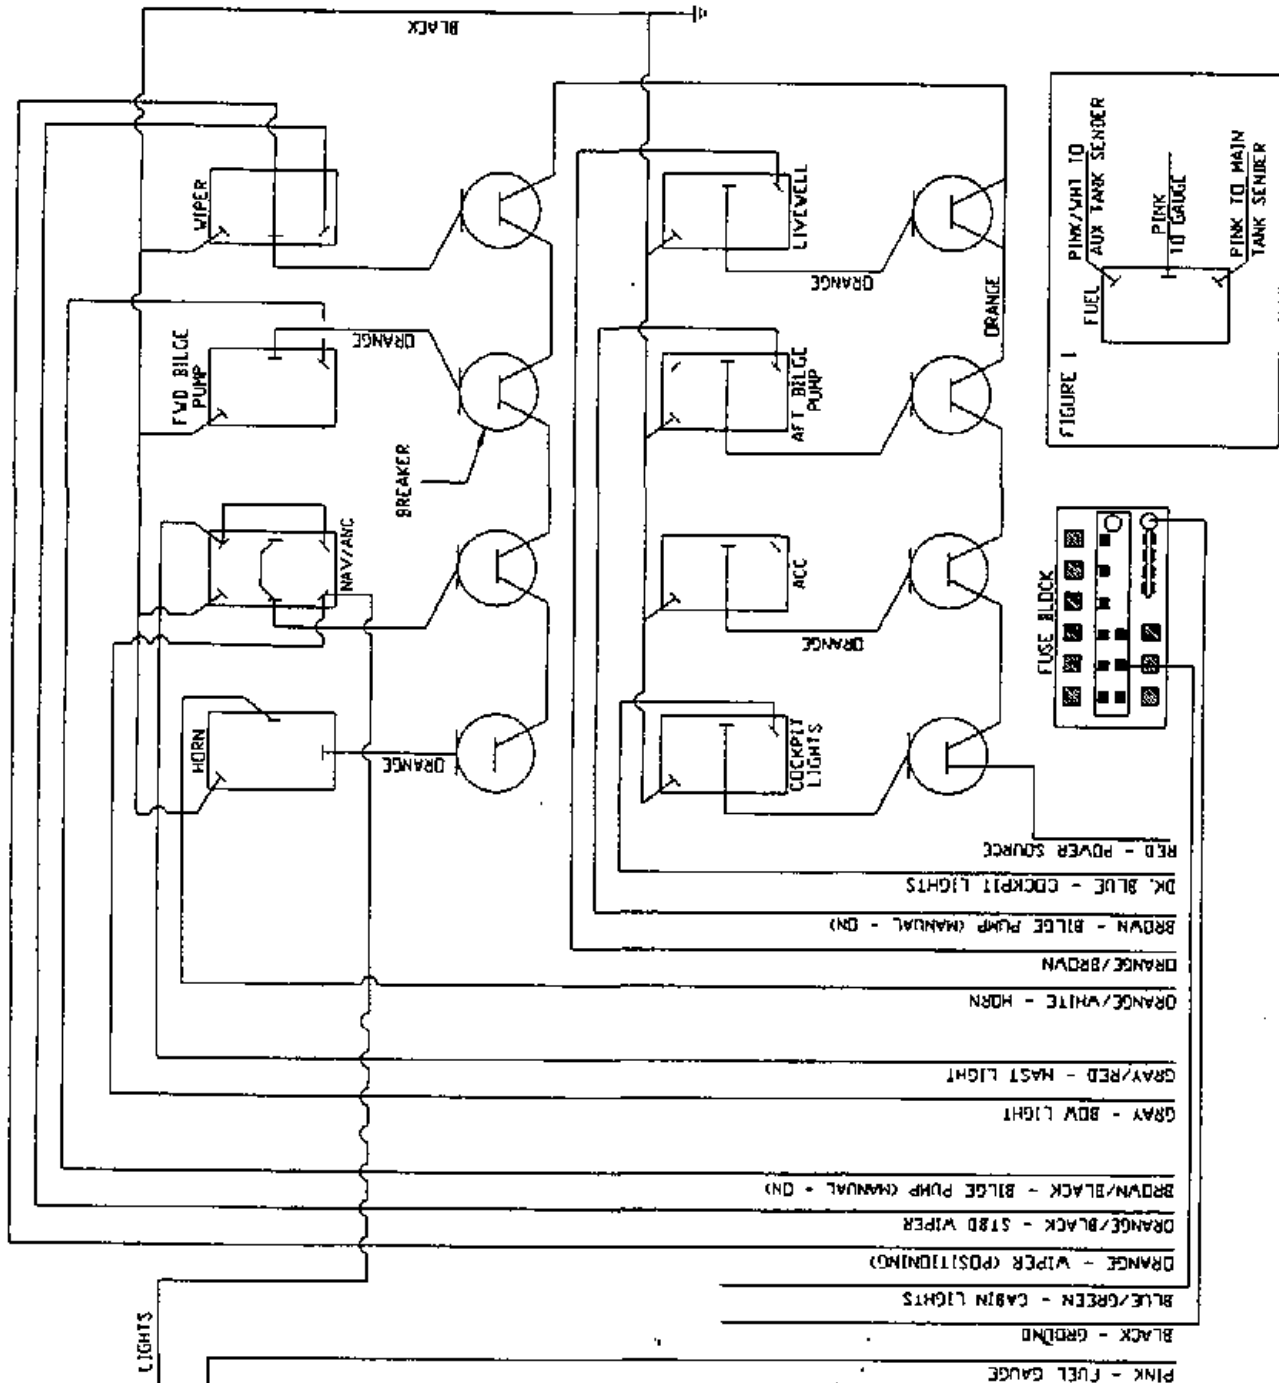 BLACK
WIPER
FWD BILGE
PUMP
ORANGE
BREAKER
NAV/ANC
HORN
ORANGE
LIVEWELL
ORANGE
AFT BILGE
PUMP
ORANGE
ACC
ORANGE
COCKPIT
LIGHTS
FIGURE 1
FUEL
PINK/WHT TO
AUX TANK SENDER
PINK
TO GAUGE
PINK TO MAIN
TANK SENDER
FUSE BLOCK
RED - POWER SOURCE
DK. BLUE - COCKPIT LIGHTS
BROWN - BILGE PUMP (MANUAL - ON)
ORANGE/BROWN
ORANGE/WHITE - HORN
GRAY/RED - MAST LIGHT
GRAY - BOW LIGHT
BROWN/BLACK - BILGE PUMP (MANUAL - ON)
ORANGE/BLACK - STBD WIPER
ORANGE - WIPER (POSITIONING)
BLUE/GREEN - CABIN LIGHTS
BLACK - GROUND
PINK - FUEL GAUGE
LIGHTS